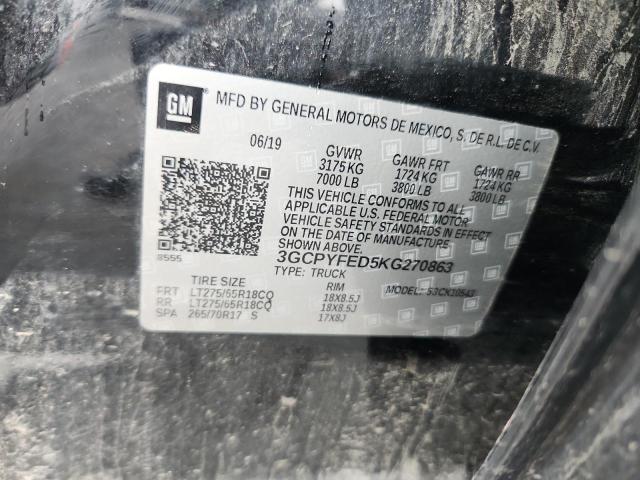 GM
MFD BY GENERAL MOTORS DE MEXICO, S. DE R.L. DE C.V.
06/19 GVWR GAWR FRT GAWR RR
3175 KG 1724 KG 1724 KG
7000 LB 3800 LB 3800 LB
THIS VEHICLE CONFORMS TO ALL
APPLICABLE U.S. FEDERAL MOTOR
VEHICLE SAFETY STANDARDS IN EFFECT
ON THE DATE OF MANUFACTURE
SHOWN ABOVE.
8555 3GCPYFED5KG270863
TYPE: TRUCK MODEL:
TIRE SIZE RIM
FRT LT275/65R18CQ 18X8.5J
RR LT275/65R18CQ 18X8.5J
SPA 265/70R17 S 17X8J